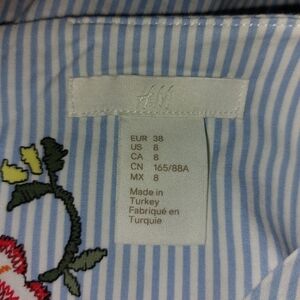 H&M
EUR 38
US 8
CA 8
CN 165/88A
MX 8
Made in
Turkey
Fabriqué en
Turquie